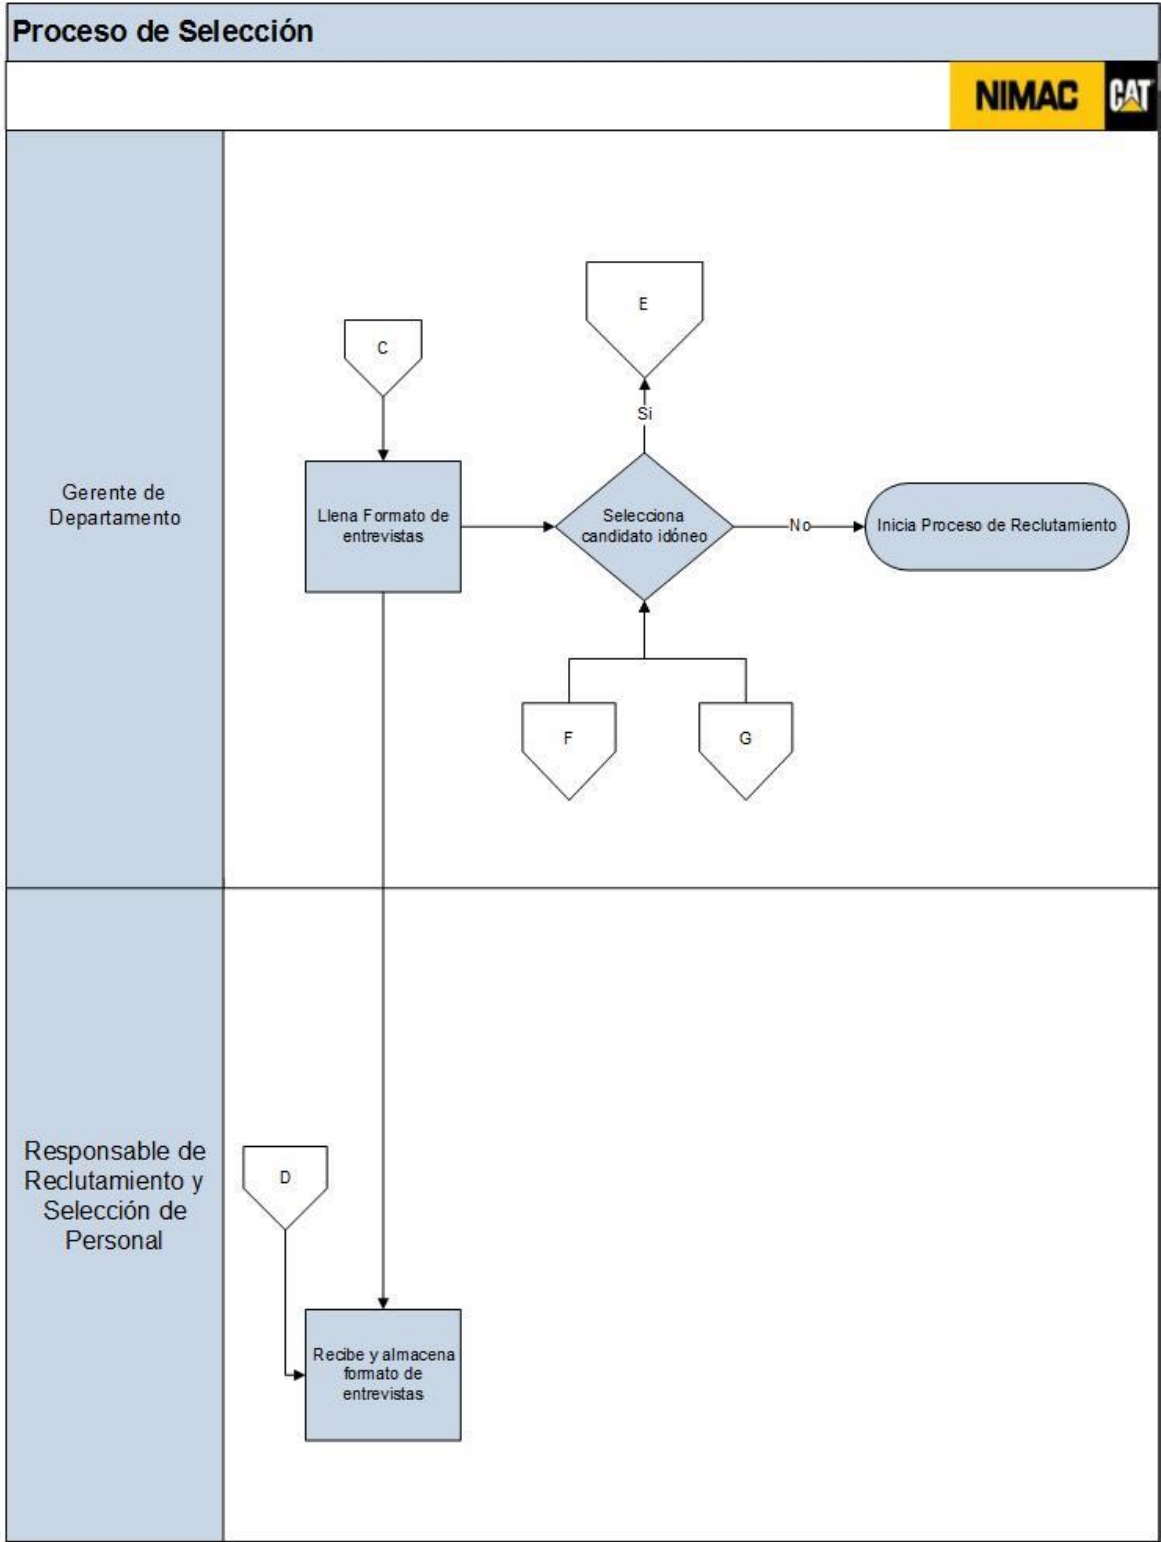 Proceso de Selección
NIMAC CAT
Gerente de
Departamento
C
E
Si
Llena Formato de
entrevistas
Selecciona
candidato idóneo
No
Inicia Proceso de Reclutamiento
F
G
Responsable de
Reclutamiento y
Selección de
Personal
D
Recibe y almacena
formato de
entrevistas